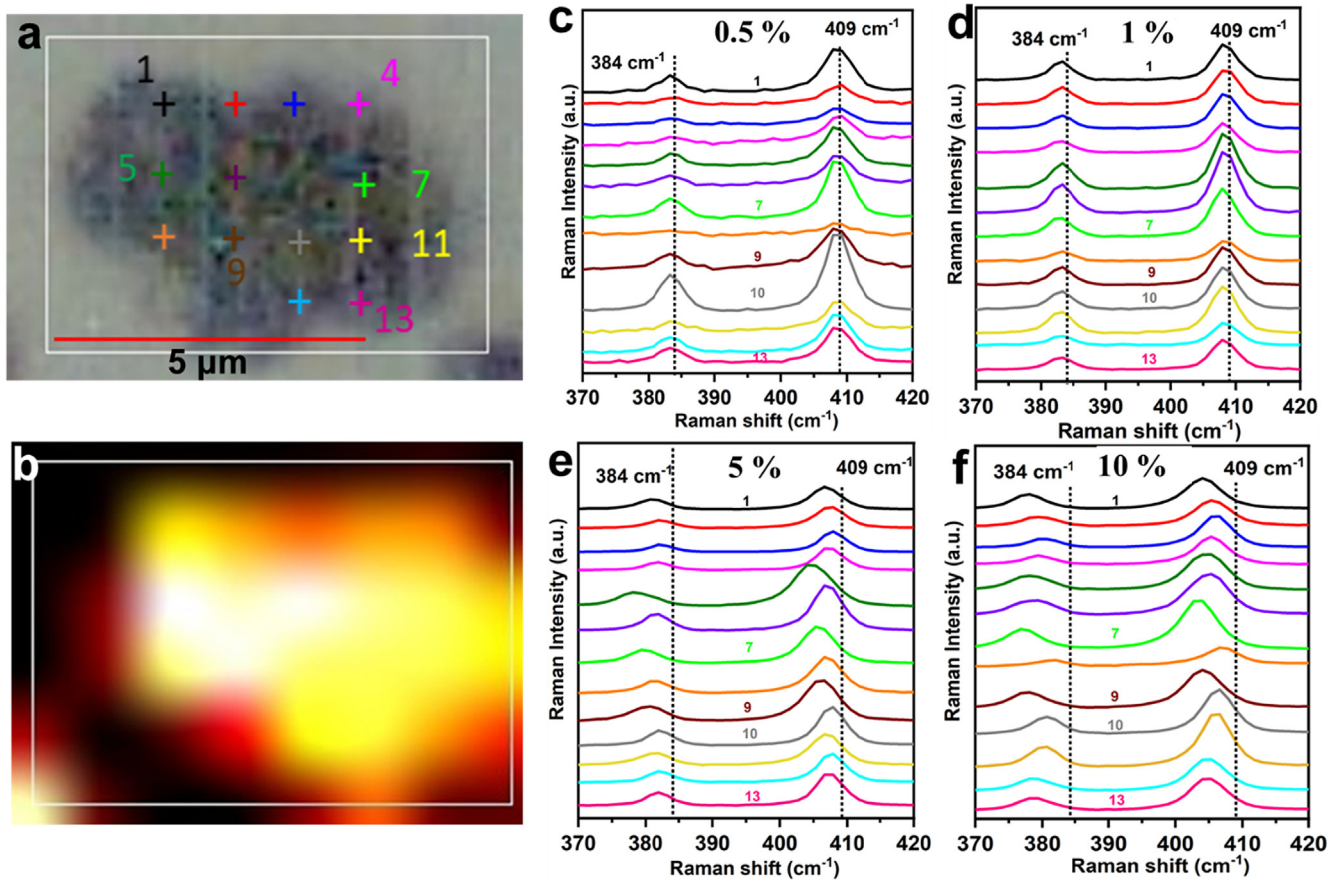 a
1
4
5
7
9
11
13
5 µm
b
c
0.5 %
384 cm⁻¹
409 cm⁻¹
1
7
9
10
13
Raman Intensity (a.u.)
370 380 390 400 410 420
Raman shift (cm⁻¹)
d
1 %
384 cm⁻¹
409 cm⁻¹
1
7
9
10
13
Raman Intensity (a.u.)
370 380 390 400 410 420
Raman shift (cm⁻¹)
e
5 %
384 cm⁻¹
409 cm⁻¹
1
7
9
10
13
Raman Intensity (a.u.)
370 380 390 400 410 420
Raman shift (cm⁻¹)
f
10 %
384 cm⁻¹
409 cm⁻¹
1
7
9
10
13
Raman Intensity (a.u.)
370 380 390 400 410 420
Raman shift (cm⁻¹)